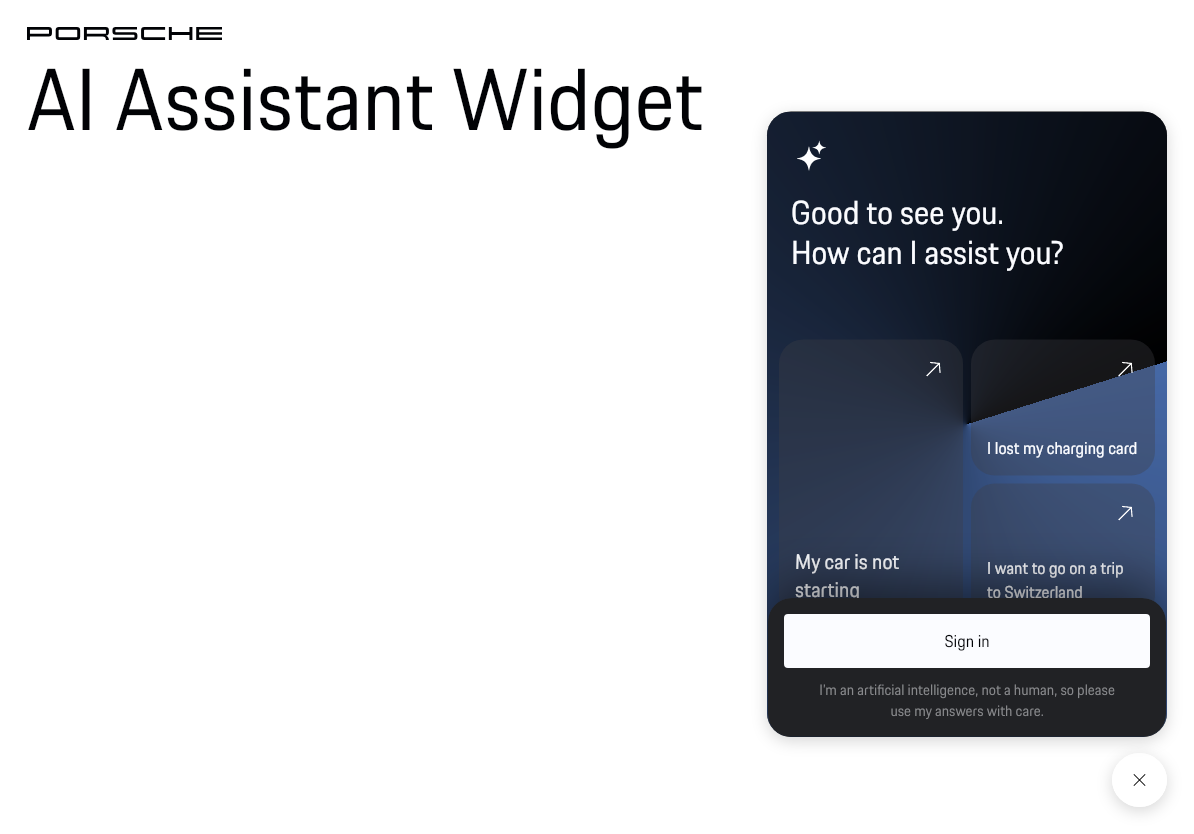 PORSCHE
AI Assistant Widget
Good to see you.
How can I assist you?
I lost my charging card
My car is not
starting
I want to go on a trip
to Switzerland
Sign in
I'm an artificial intelligence, not a human, so please
use my answers with care.